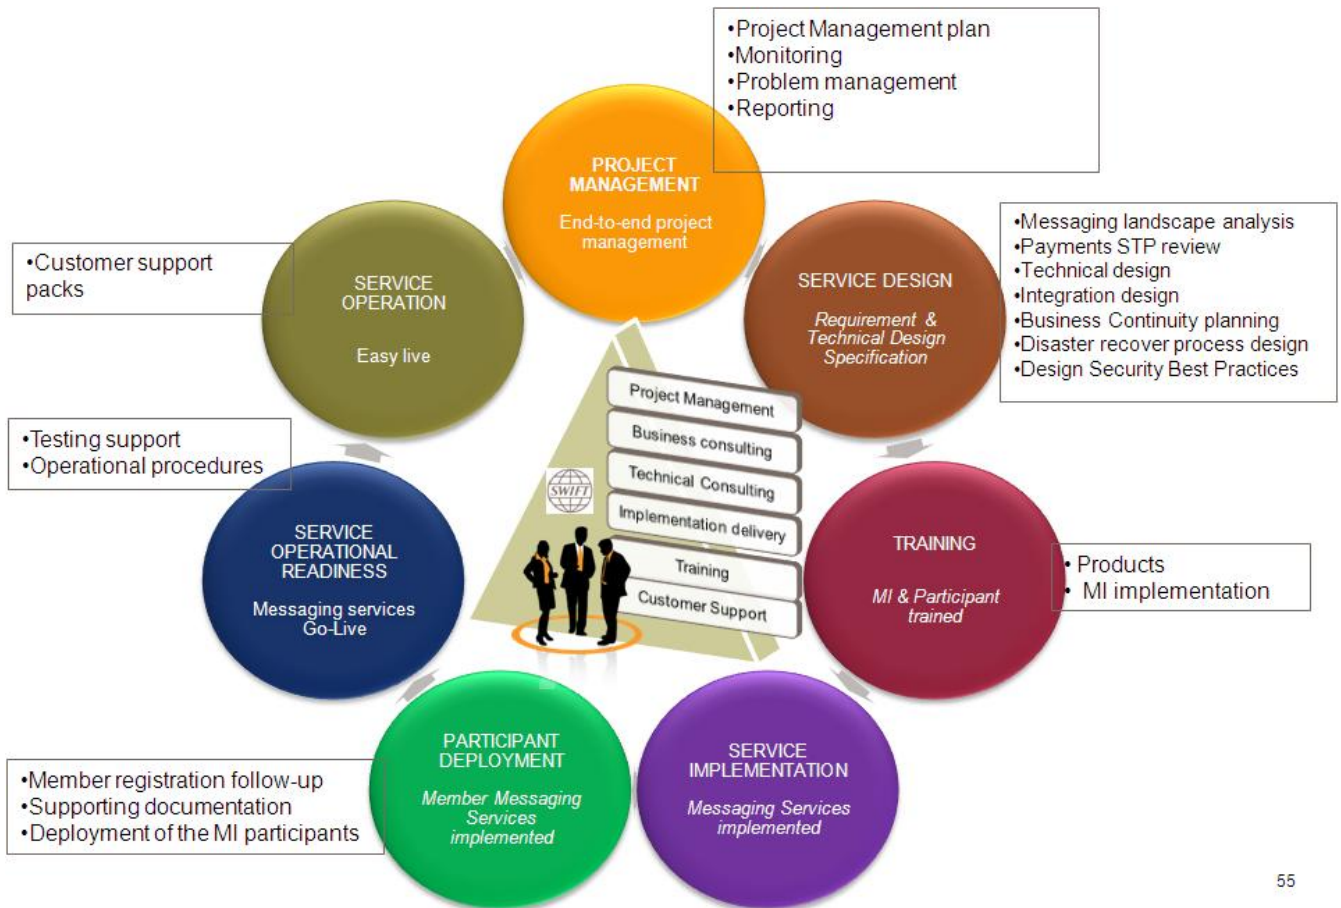 •Project Management plan
•Monitoring
•Problem management
•Reporting
PROJECT
MANAGEMENT
End-to-end project
management
•Messaging landscape analysis
•Payments STP review
•Technical design
•Integration design
•Business Continuity planning
•Disaster recover process design
•Design Security Best Practices
SERVICE DESIGN
Requirement &
Technical Design
Specification
•Customer support
packs
SERVICE
OPERATION
Easy live
Project Management
Business consulting
Technical Consulting
Implementation delivery
Training
Customer Support
SWIFT
•Testing support
•Operational procedures
SERVICE
OPERATIONAL
READINESS
Messaging services
Go-Live
TRAINING
MI & Participant
trained
• Products
• MI implementation
PARTICIPANT
DEPLOYMENT
Member Messaging
Services
implemented
SERVICE
IMPLEMENTATION
Messaging Services
implemented
•Member registration follow-up
•Supporting documentation
•Deployment of the MI participants
55